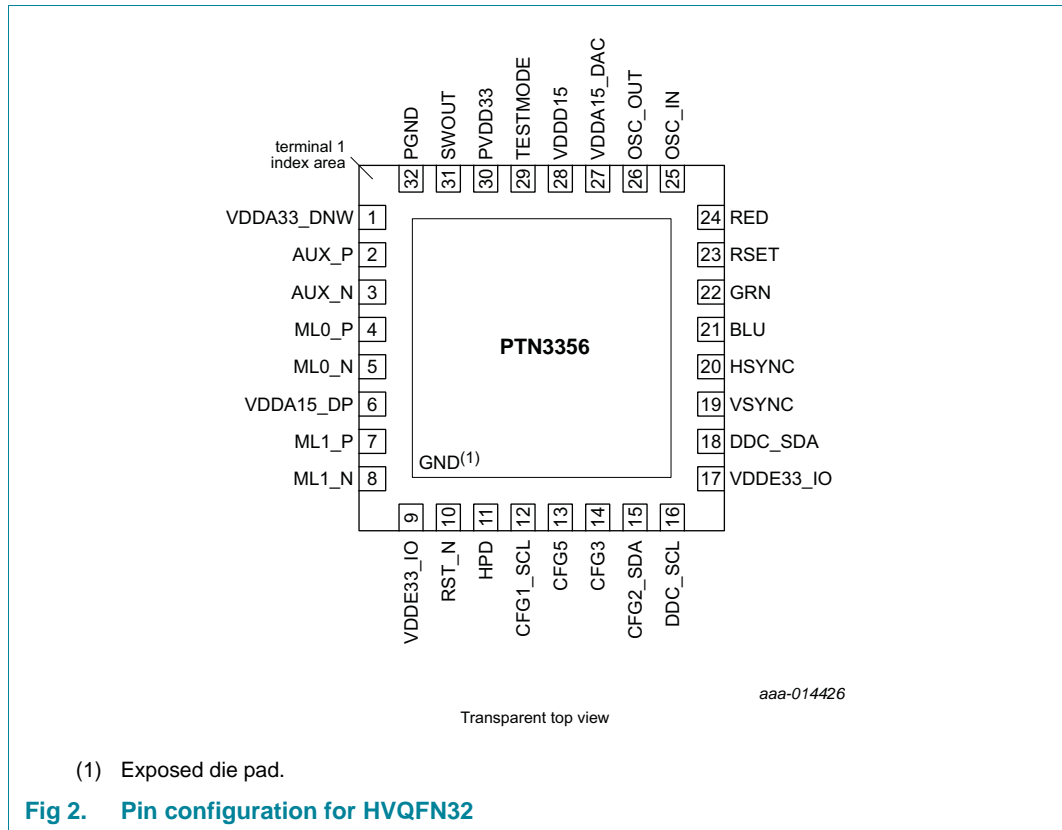 PGND
SWOUT
PVDD33
TESTMODE
VDDD15
VDDA15_DAC
OSC_OUT
OSC_IN
terminal 1
index area
32
31
30
29
28
27
26
25
VDDA33_DNW 1
AUX_P 2
AUX_N 3
ML0_P 4
ML0_N 5
VDDA15_DP 6
ML1_P 7
ML1_N 8
PTN3356
GND(1)
24 RED
23 RSET
22 GRN
21 BLU
20 HSYNC
19 VSYNC
18 DDC_SDA
17 VDDE33_IO
9
10
11
12
13
14
15
16
VDDE33_IO
RST_N
HPD
CFG1_SCL
CFG5
CFG3
CFG2_SDA
DDC_SCL
aaa-014426
Transparent top view
(1) Exposed die pad.
Fig 2. Pin configuration for HVQFN32